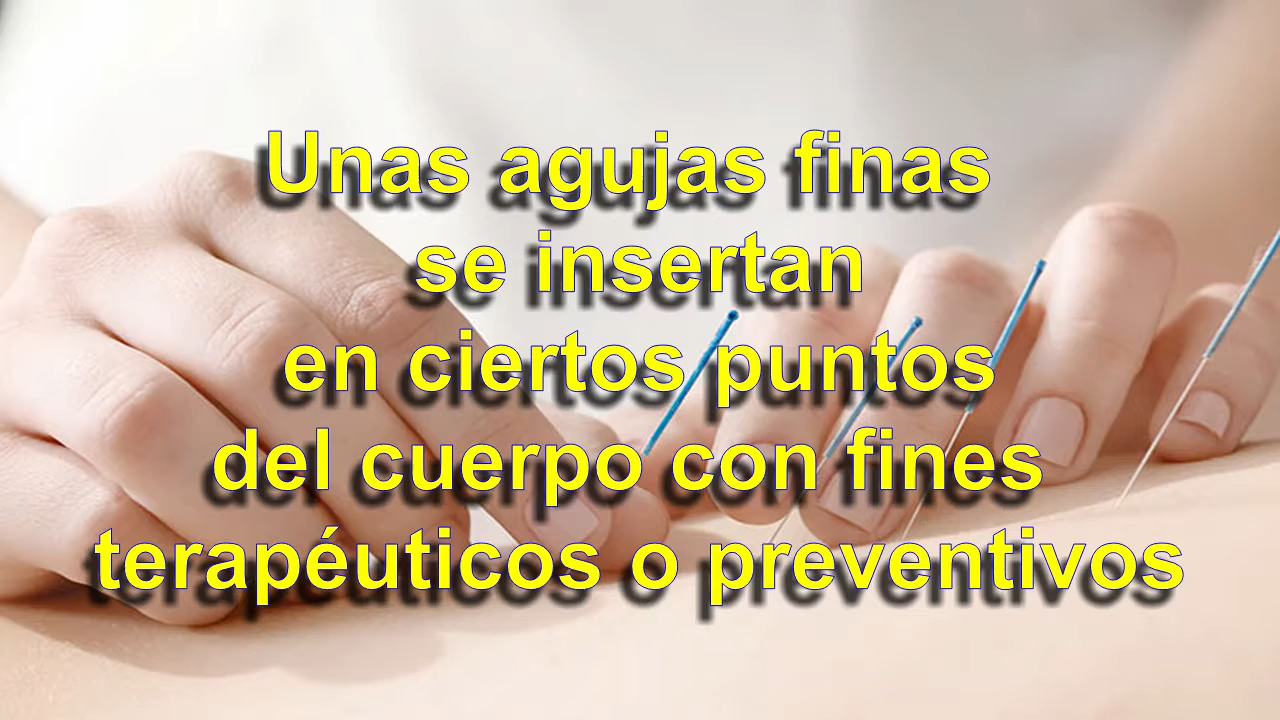 Unas agujas finas
se insertan
en ciertos puntos
del cuerpo con fines
terapéuticos o preventivos